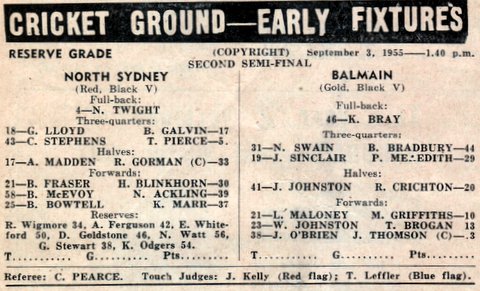 CRICKET GROUND—EARLY FIXTURES
RESERVE GRADE (COPYRIGHT) September 3, 1955—1.40 p.m.
SECOND SEMI-FINAL
NORTH SYDNEY
(Red, Black V)
Full-back:
4—N. TWIGHT
Three-quarters:
18—G. LLOYD B. GALVIN—17
43—C. STEPHENS T. PIERCE—5.
Halves:
17—A. MADDEN R. GORMAN (C)—33
Forwards:
21—B. FRASER H. BLINKHORN—30
58—B. McEVOY N. ACKLING—39
25—B. BOWTELL K. MARR—37
Reserves:
R. Wigmore 34, A. Ferguson 42, E. White-
ford 50, D. Goldstone 46, N. Watt 56,
G. Stewart 38, K. Odgers 54.
T.......... G.......... Pts..........
BALMAIN
(Gold, Black V)
Full-back:
46—K. BRAY
Three-quarters:
31—N. SWAIN B. BRADBURY—44
19—J. SINCLAIR P. MEREDITH—29
Halves:
41—J. JOHNSTON R. CRICHTON—20
Forwards:
21—L. MALONEY M. GRIFFITHS—10
23—W. JOHNSTON T. BROGAN 13
38—J. O'BRIEN J. THOMSON (C)—.3
T.......... G.......... Pts..........
Referee: C. PEARCE. Touch Judges: J. Kelly (Red flag); T. Leffler (Blue flag).